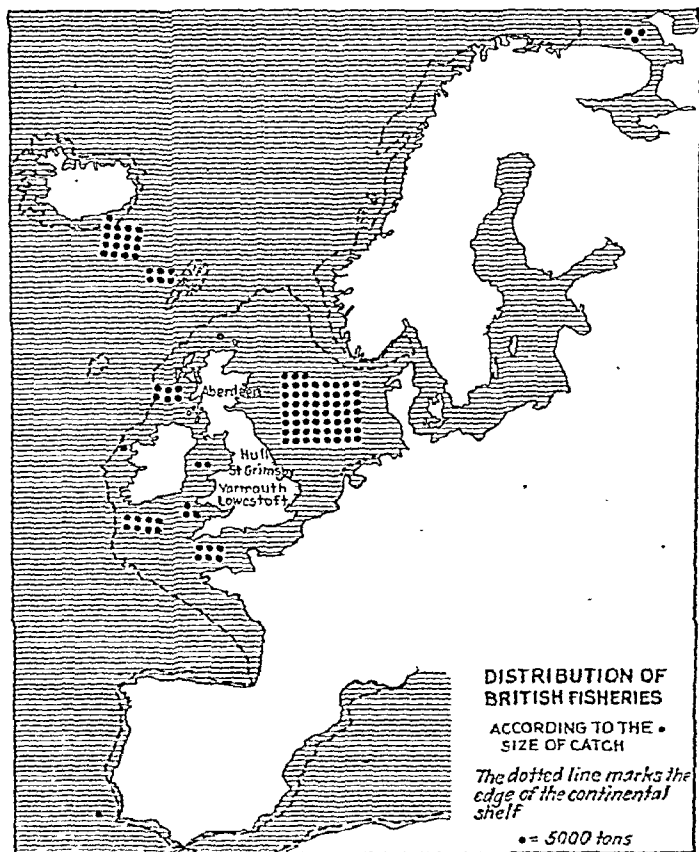 Aberdeen
Hull
St Grimsby
Yarmouth
Lowestoft
DISTRIBUTION OF
BRITISH FISHERIES
ACCORDING TO THE •
SIZE OF CATCH
The dotted line marks the
edge of the continental
shelf
• = 5000 tons